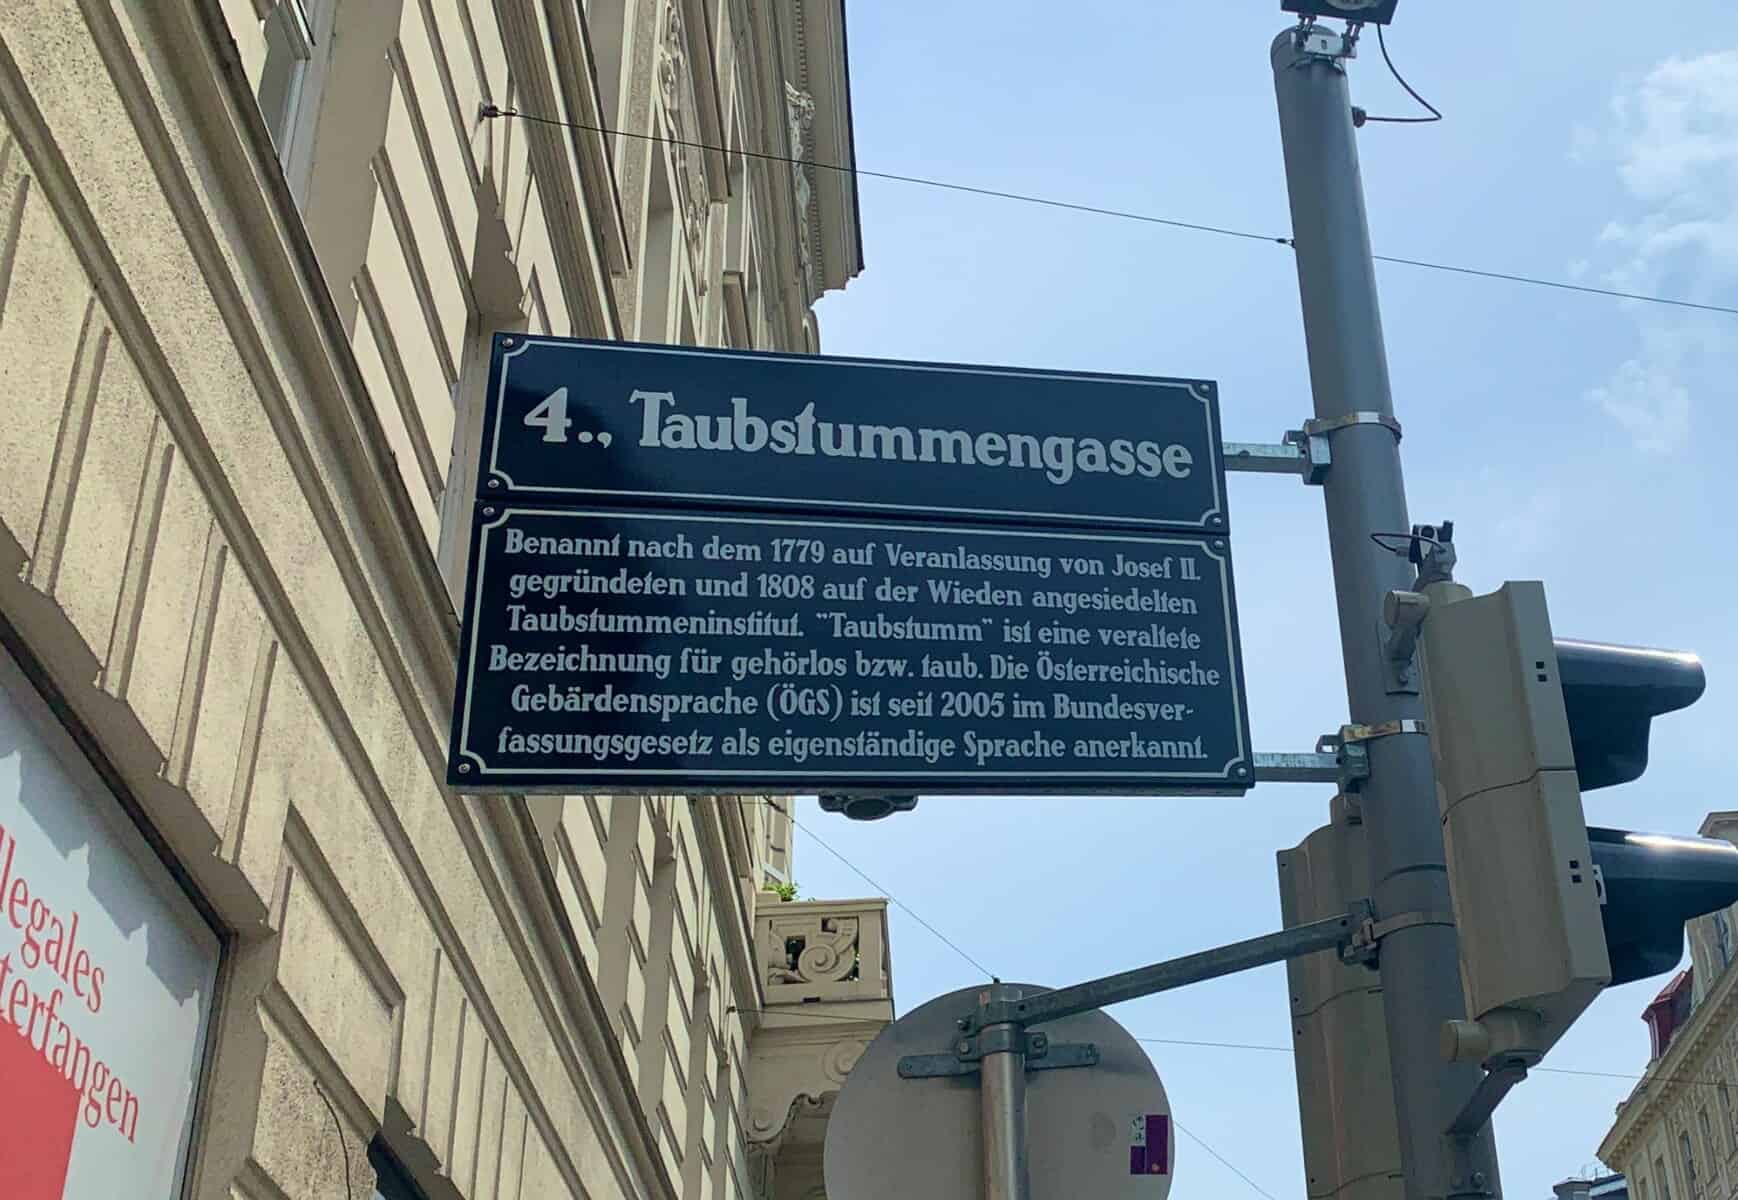 4., Taubstummengasse
Benannt nach dem 1779 auf Veranlassung von Josef II.
gegründeten und 1808 auf der Wieden angesiedelten
Taubstummeninstitut. "Taubstumm" ist eine veraltete
Bezeichnung für gehörlos bzw. taub. Die Österreichische
Gebärdensprache (ÖGS) ist seit 2005 im Bundesver-
fassungsgesetz als eigenständige Sprache anerkannt.
llegales
terfangen